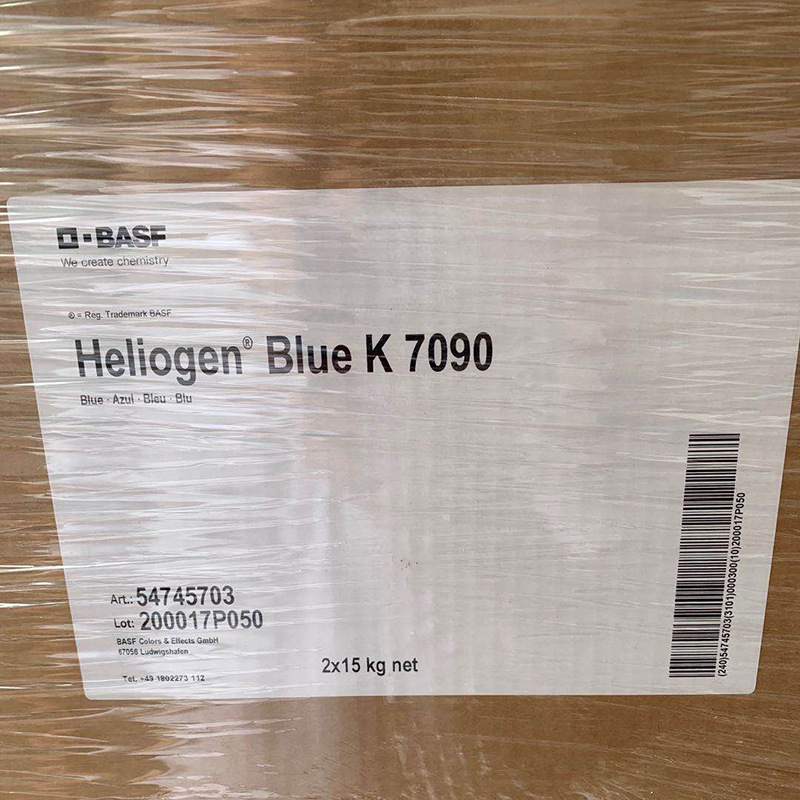 BASF
We create chemistry
® = Reg. Trademark BASF
Heliogen® Blue K 7090
Blue · Azul · Bleu · Blu
Art.: 54745703
Lot: 200017P050
BASF Colors & Effects GmbH
67056 Ludwigshafen
Tel. +49 1802273 112
2x15 kg net
(240)54745703(3101)000300(10)200017P050